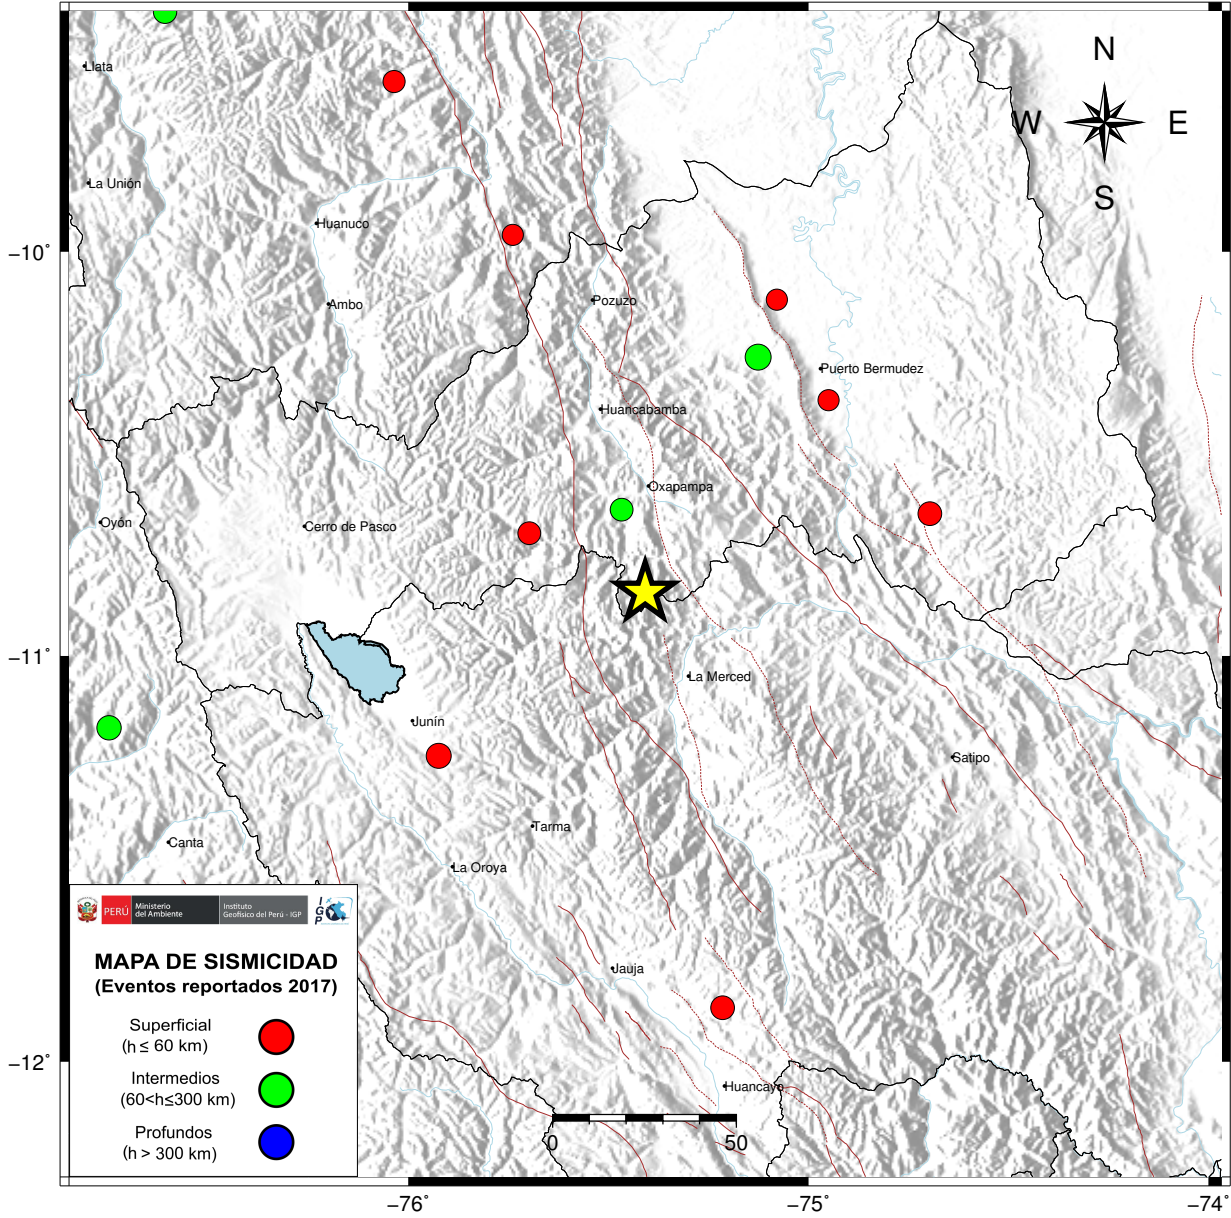 N
W
E
S
Llata
La Unión
Huanuco
Ambo
Pozuzo
Puerto Bermudez
Huancabamba
Oxapampa
Oyón
Cerro de Pasco
La Merced
Junín
Satipo
Tarma
Canta
La Oroya
Jauja
Huancayo
−10˚
−11˚
−12˚
−76˚
−75˚
−74˚
0
50
PERÚ
Ministerio
del Ambiente
Instituto
Geofísico del Perú - IGP
IGP
MAPA DE SISMICIDAD
(Eventos reportados 2017)
Superficial
(h ≤ 60 km)
Intermedios
(60<h≤300 km)
Profundos
(h > 300 km)